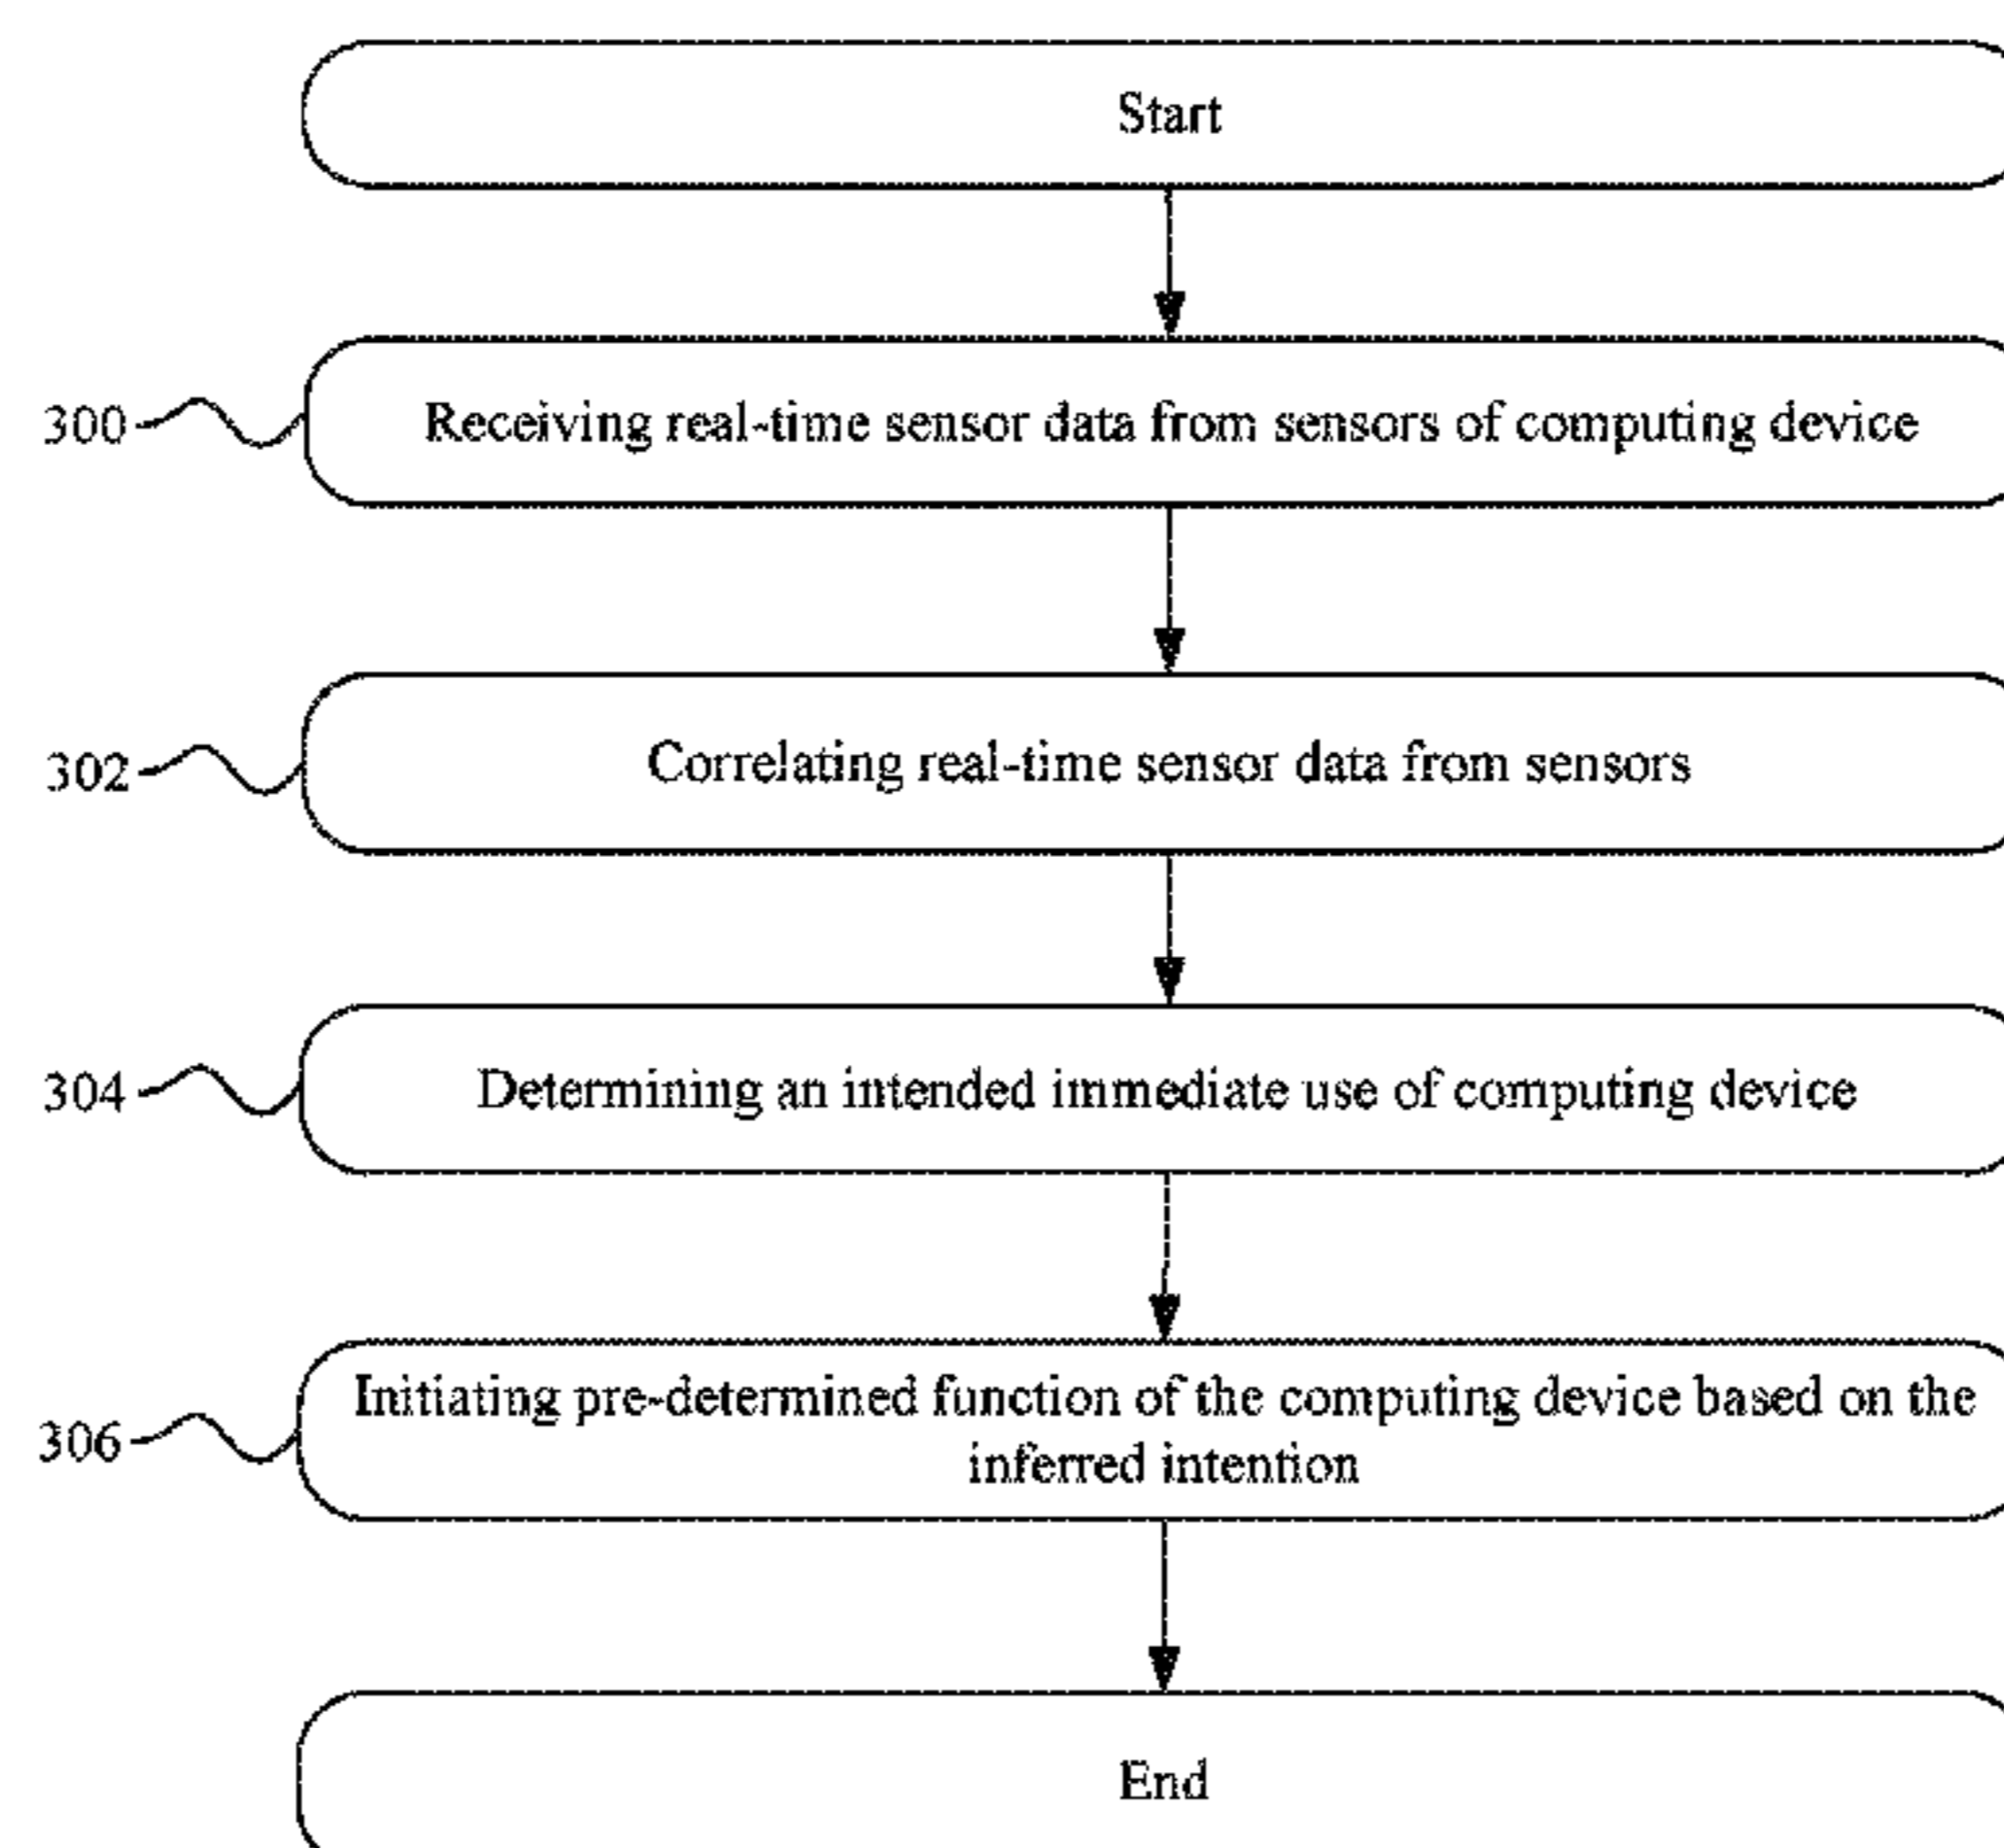 Start
300
Receiving real-time sensor data from sensors of computing device
302
Correlating real-time sensor data from sensors
304
Determining an intended immediate use of computing device
306
Initiating pre-determined function of the computing device based on the
inferred intention
End